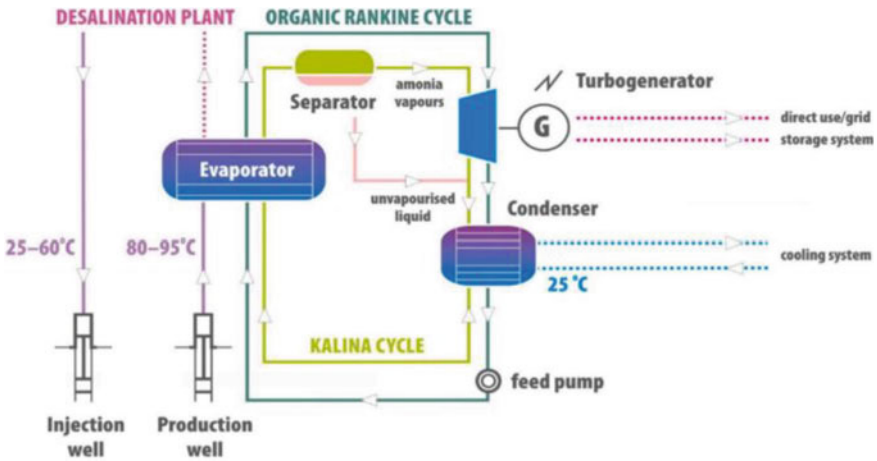 DESALINATION PLANT
ORGANIC RANKINE CYCLE
Separator
amonia
vapours
Turbogenerator
G
direct use/grid
storage system
Evaporator
unvapourised
liquid
Condenser
25–60°C
80–95°C
cooling system
25 °C
KALINA CYCLE
feed pump
Injection
well
Production
well